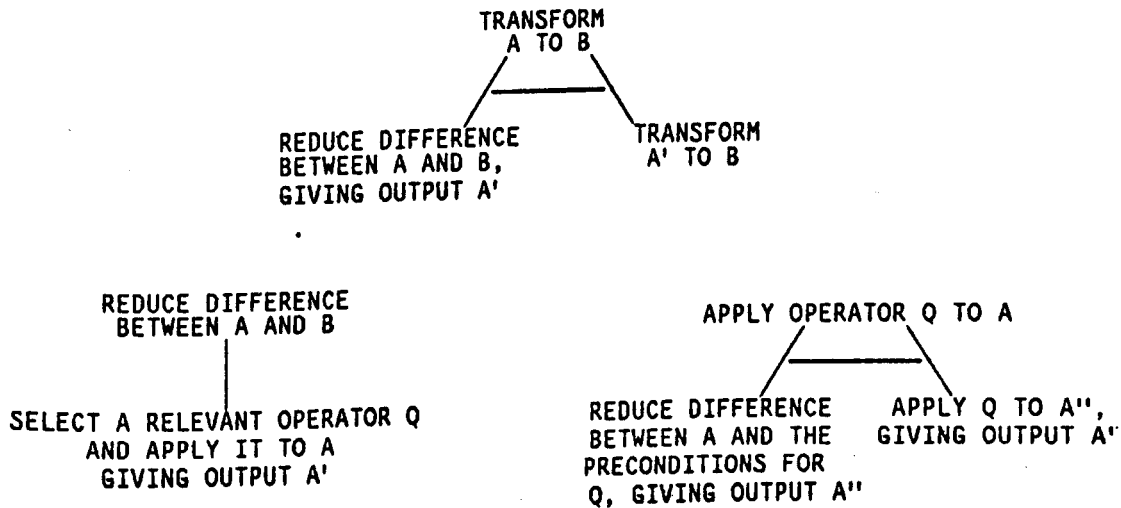 TRANSFORM
A TO B
REDUCE DIFFERENCE
BETWEEN A AND B,
GIVING OUTPUT A'
TRANSFORM
A' TO B
REDUCE DIFFERENCE
BETWEEN A AND B
SELECT A RELEVANT OPERATOR Q
AND APPLY IT TO A
GIVING OUTPUT A'
APPLY OPERATOR Q TO A
REDUCE DIFFERENCE
BETWEEN A AND THE
PRECONDITIONS FOR
Q, GIVING OUTPUT A"
APPLY Q TO A",
GIVING OUTPUT A'